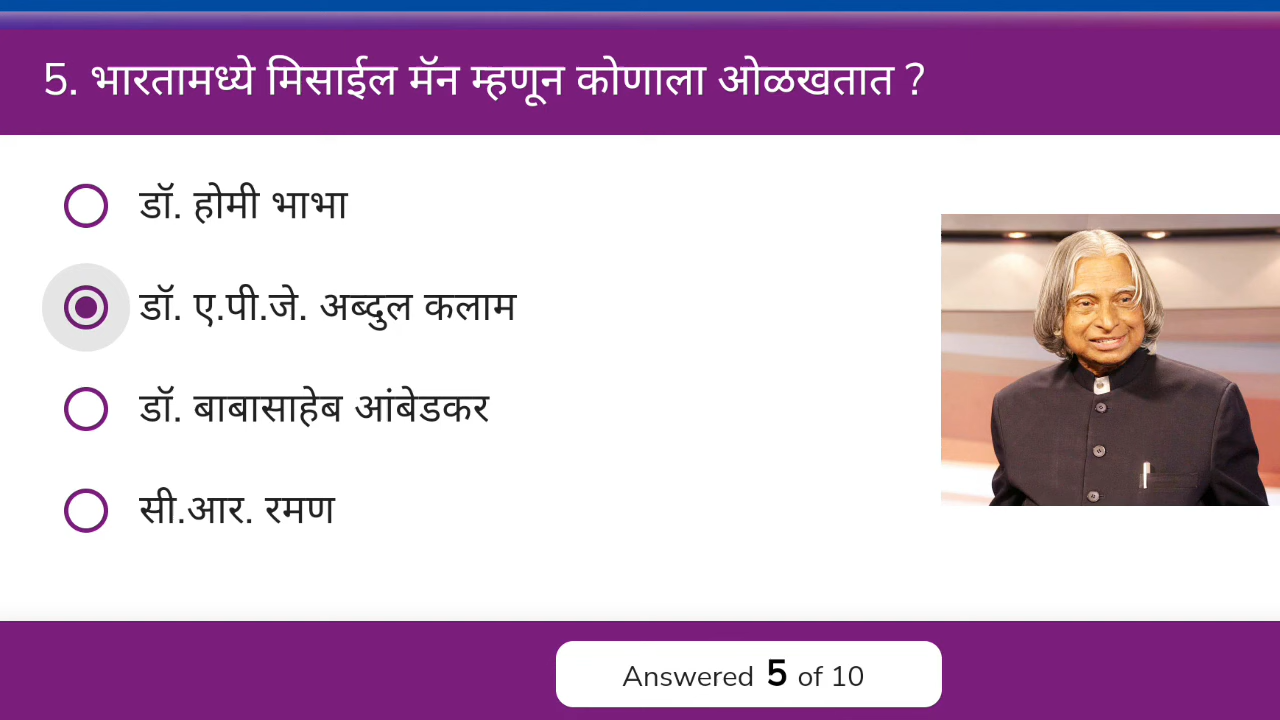 5. भारतामध्ये मिसाईल मॅन म्हणून कोणाला ओळखतात ?
डॉ. होमी भाभा
डॉ. ए.पी.जे. अब्दुल कलाम
डॉ. बाबासाहेब आंबेडकर
सी.आर. रमण
Answered 5 of 10